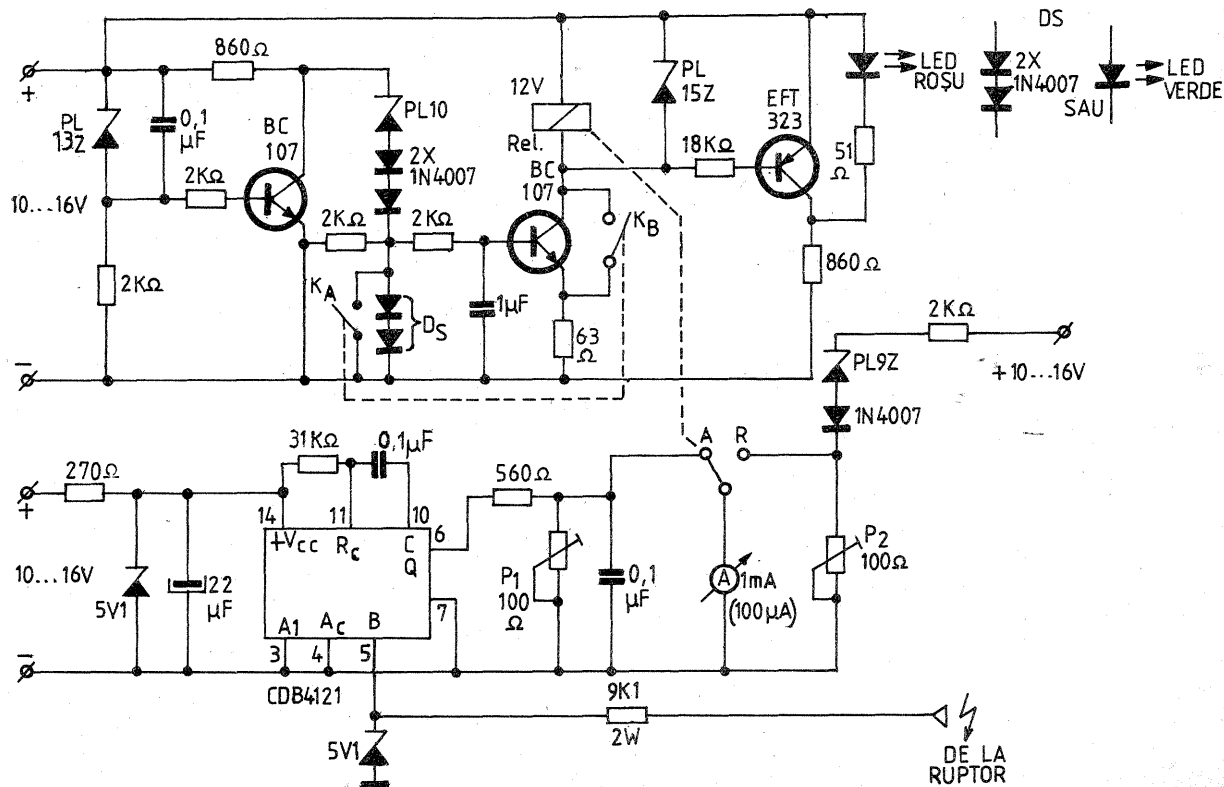 DS
860Ω
LED
ROȘU
2X
1N4007
SAU
LED
VERDE
+
PL
13Z
0,1
μF
BC
107
PL10
12V
Rel.
PL
15Z
EFT
323
18KΩ
51
Ω
2X
1N4007
10...16V
2KΩ
BC
107
2KΩ
2KΩ
KB
860Ω
2KΩ
KA
DS
1μF
63
Ω
2KΩ
−
PL9Z
+10...16V
1N4007
31KΩ
0,1μF
A
R
270Ω
560Ω
+
14
11
10
6
+Vcc
Rc
C
Q
P2
100Ω
10...16V
5V1
22
μF
7
P1
100
Ω
0,1
μF
A
1mA
(100μA)
A1
Ac
B
−
3
4
5
CDB4121
9K1
2W
5V1
DE LA
RUPTOR